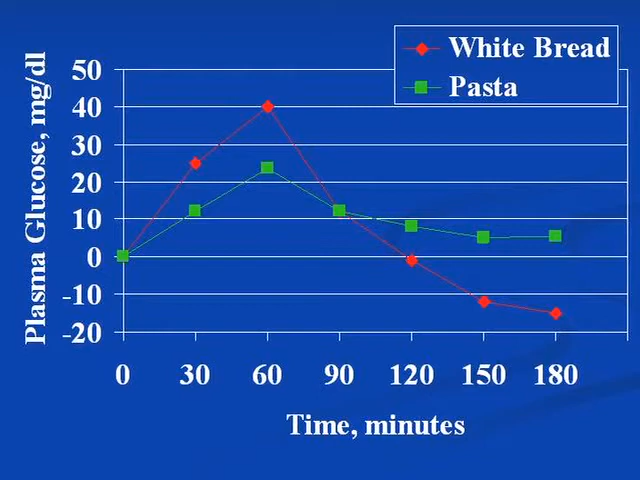 White Bread
Pasta
Plasma Glucose, mg/dl
50
40
30
20
10
0
-10
-20
0 30 60 90 120 150 180
Time, minutes